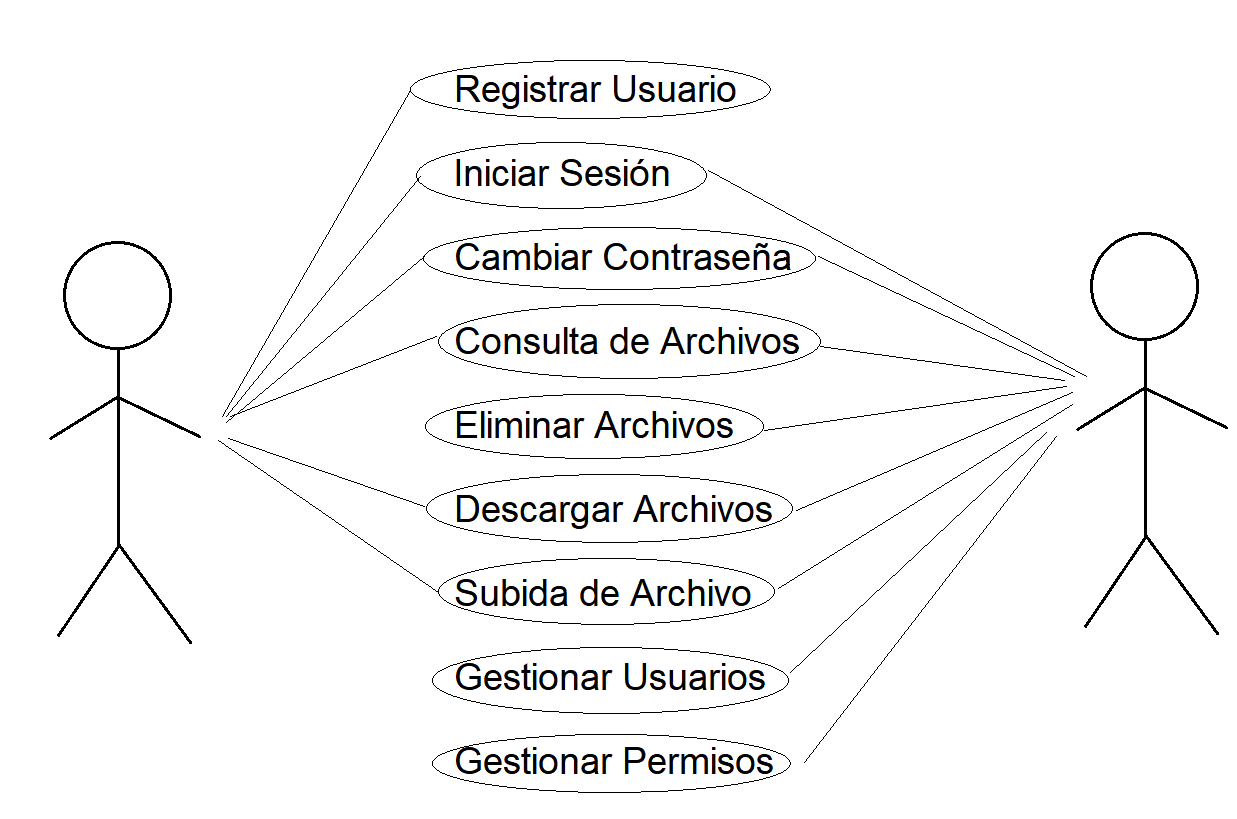 Registrar Usuario
Iniciar Sesión
Cambiar Contraseña
Consulta de Archivos
Eliminar Archivos
Descargar Archivos
Subida de Archivo
Gestionar Usuarios
Gestionar Permisos